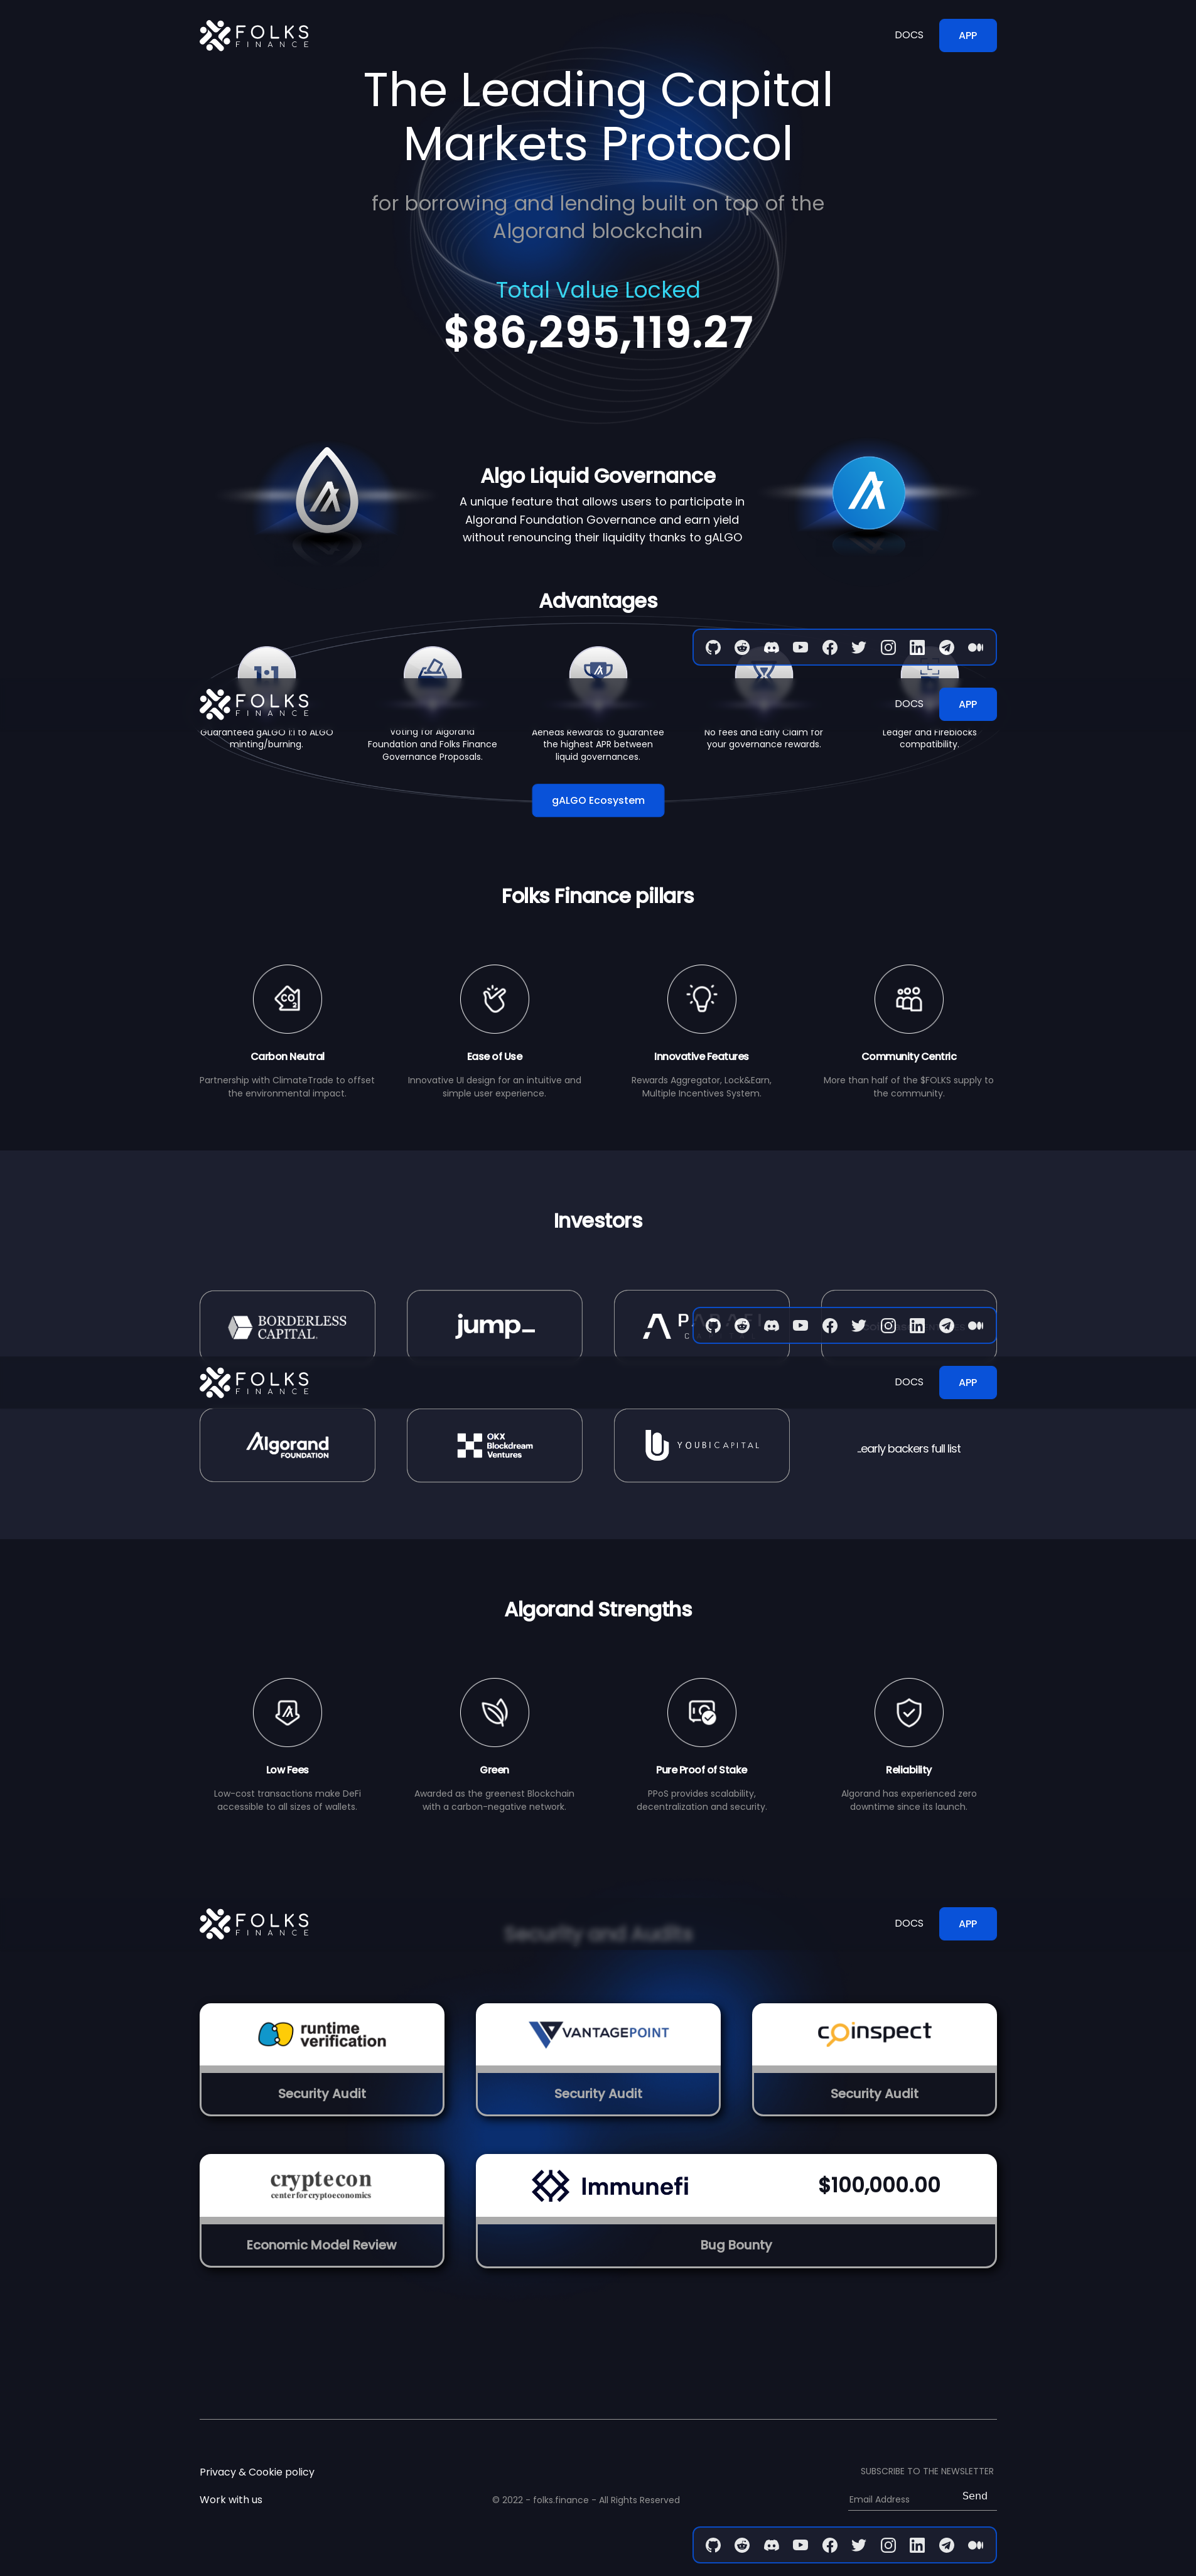 FOLKS
FINANCE
DOCS
APP
The Leading Capital
Markets Protocol
for borrowing and lending built on top of the
Algorand blockchain
Total Value Locked
$86,295,119.27
Algo Liquid Governance
A unique feature that allows users to participate in
Algorand Foundation Governance and earn yield
without renouncing their liquidity thanks to gALGO
Advantages
1:1
FOLKS
FINANCE
DOCS
APP
Guaranteed gALGO 1:1 to ALGO
minting/burning.
Voting for Algorand
Foundation and Folks Finance
Governance Proposals.
Aeneas Rewards to guarantee
the highest APR between
liquid governances.
No fees and Early Claim for
your governance rewards.
Ledger and Fireblocks
compatibility.
gALGO Ecosystem
Folks Finance pillars
CO2
Carbon Neutral
Partnership with ClimateTrade to offset
the environmental impact.
Ease of Use
Innovative UI design for an intuitive and
simple user experience.
Innovative Features
Rewards Aggregator, Lock&Earn,
Multiple Incentives System.
Community Centric
More than half of the $FOLKS supply to
the community.
Investors
BORDERLESS
CAPITAL.
jump_
PARAFI
FOLKS
FINANCE
DOCS
APP
Algorand
FOUNDATION
OKX
Blockdream
Ventures
YOUBI CAPITAL
..early backers full list
Algorand Strengths
Low Fees
Low-cost transactions make DeFi
accessible to all sizes of wallets.
Green
Awarded as the greenest Blockchain
with a carbon-negative network.
Pure Proof of Stake
PPoS provides scalability,
decentralization and security.
Reliability
Algorand has experienced zero
downtime since its launch.
FOLKS
FINANCE
Security and Audits
DOCS
APP
runtime
verification
Security Audit
VANTAGEPOINT
Security Audit
coinspect
Security Audit
cryptecon
center for cryptoeconomics
Economic Model Review
Immunefi
$100,000.00
Bug Bounty
Privacy & Cookie policy
Work with us
© 2022 - folks.finance - All Rights Reserved
SUBSCRIBE TO THE NEWSLETTER
Email Address
Send